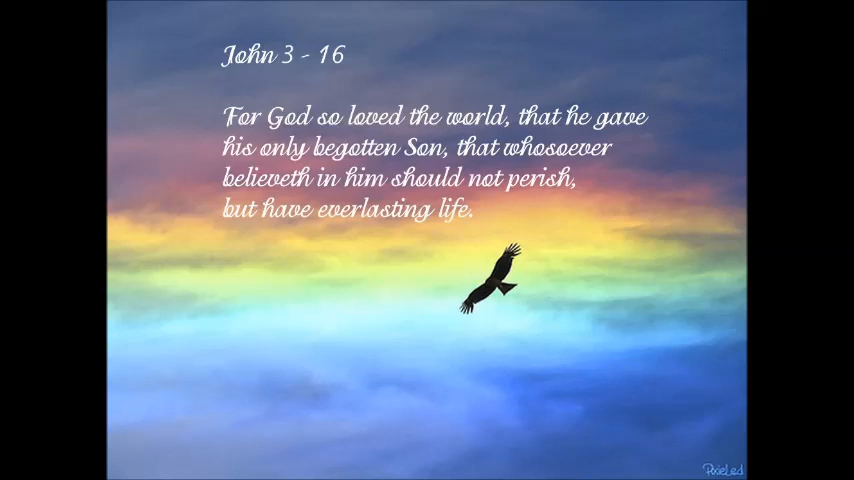 John 3 - 16
For God so loved the world, that he gave
his only begotten Son, that whosoever
believeth in him should not perish,
but have everlasting life.
PixieLed